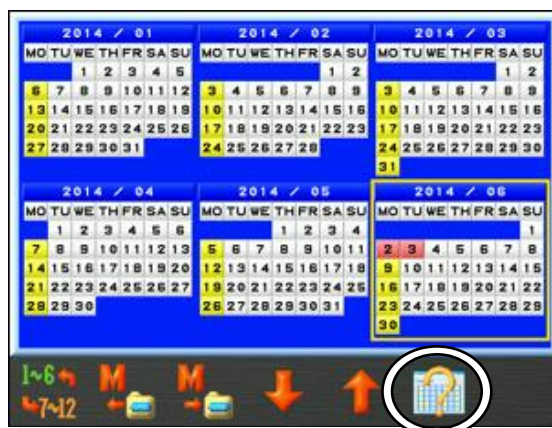 2014 / 01
MO TU WE TH FR SA SU
1 2 3 4 5
6 7 8 9 10 11 12
13 14 15 16 17 18 19
20 21 22 23 24 25 26
27 28 29 30 31
2014 / 02
MO TU WE TH FR SA SU
1 2
3 4 5 6 7 8 9
10 11 12 13 14 15 16
17 18 19 20 21 22 23
24 25 26 27 28
2014 / 03
MO TU WE TH FR SA SU
1 2
3 4 5 6 7 8 9
10 11 12 13 14 15 16
17 18 19 20 21 22 23
24 25 26 27 28 29 30
31
2014 / 04
MO TU WE TH FR SA SU
1 2 3 4 5 6
7 8 9 10 11 12 13
14 15 16 17 18 19 20
21 22 23 24 25 26 27
28 29 30
2014 / 05
MO TU WE TH FR SA SU
1 2 3 4
5 6 7 8 9 10 11
12 13 14 15 16 17 18
19 20 21 22 23 24 25
26 27 28 29 30 31
2014 / 06
MO TU WE TH FR SA SU
1
2 3 4 5 6 7 8
9 10 11 12 13 14 15
16 17 18 19 20 21 22
23 24 25 26 27 28 29
30
1~6
7~12
M
M
?